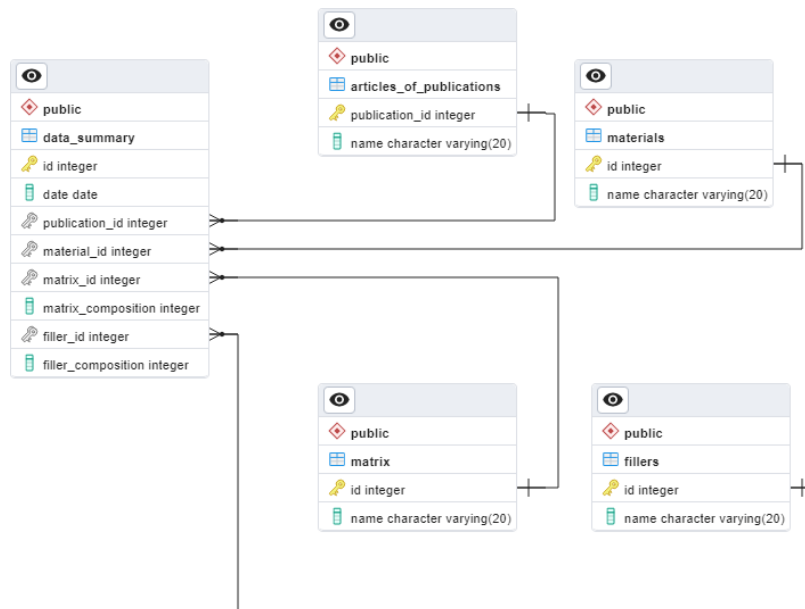 public
data_summary
id integer
date date
publication_id integer
material_id integer
matrix_id integer
matrix_composition integer
filler_id integer
filler_composition integer
public
articles_of_publications
publication_id integer
name character varying(20)
public
materials
id integer
name character varying(20)
public
matrix
id integer
name character varying(20)
public
fillers
id integer
name character varying(20)